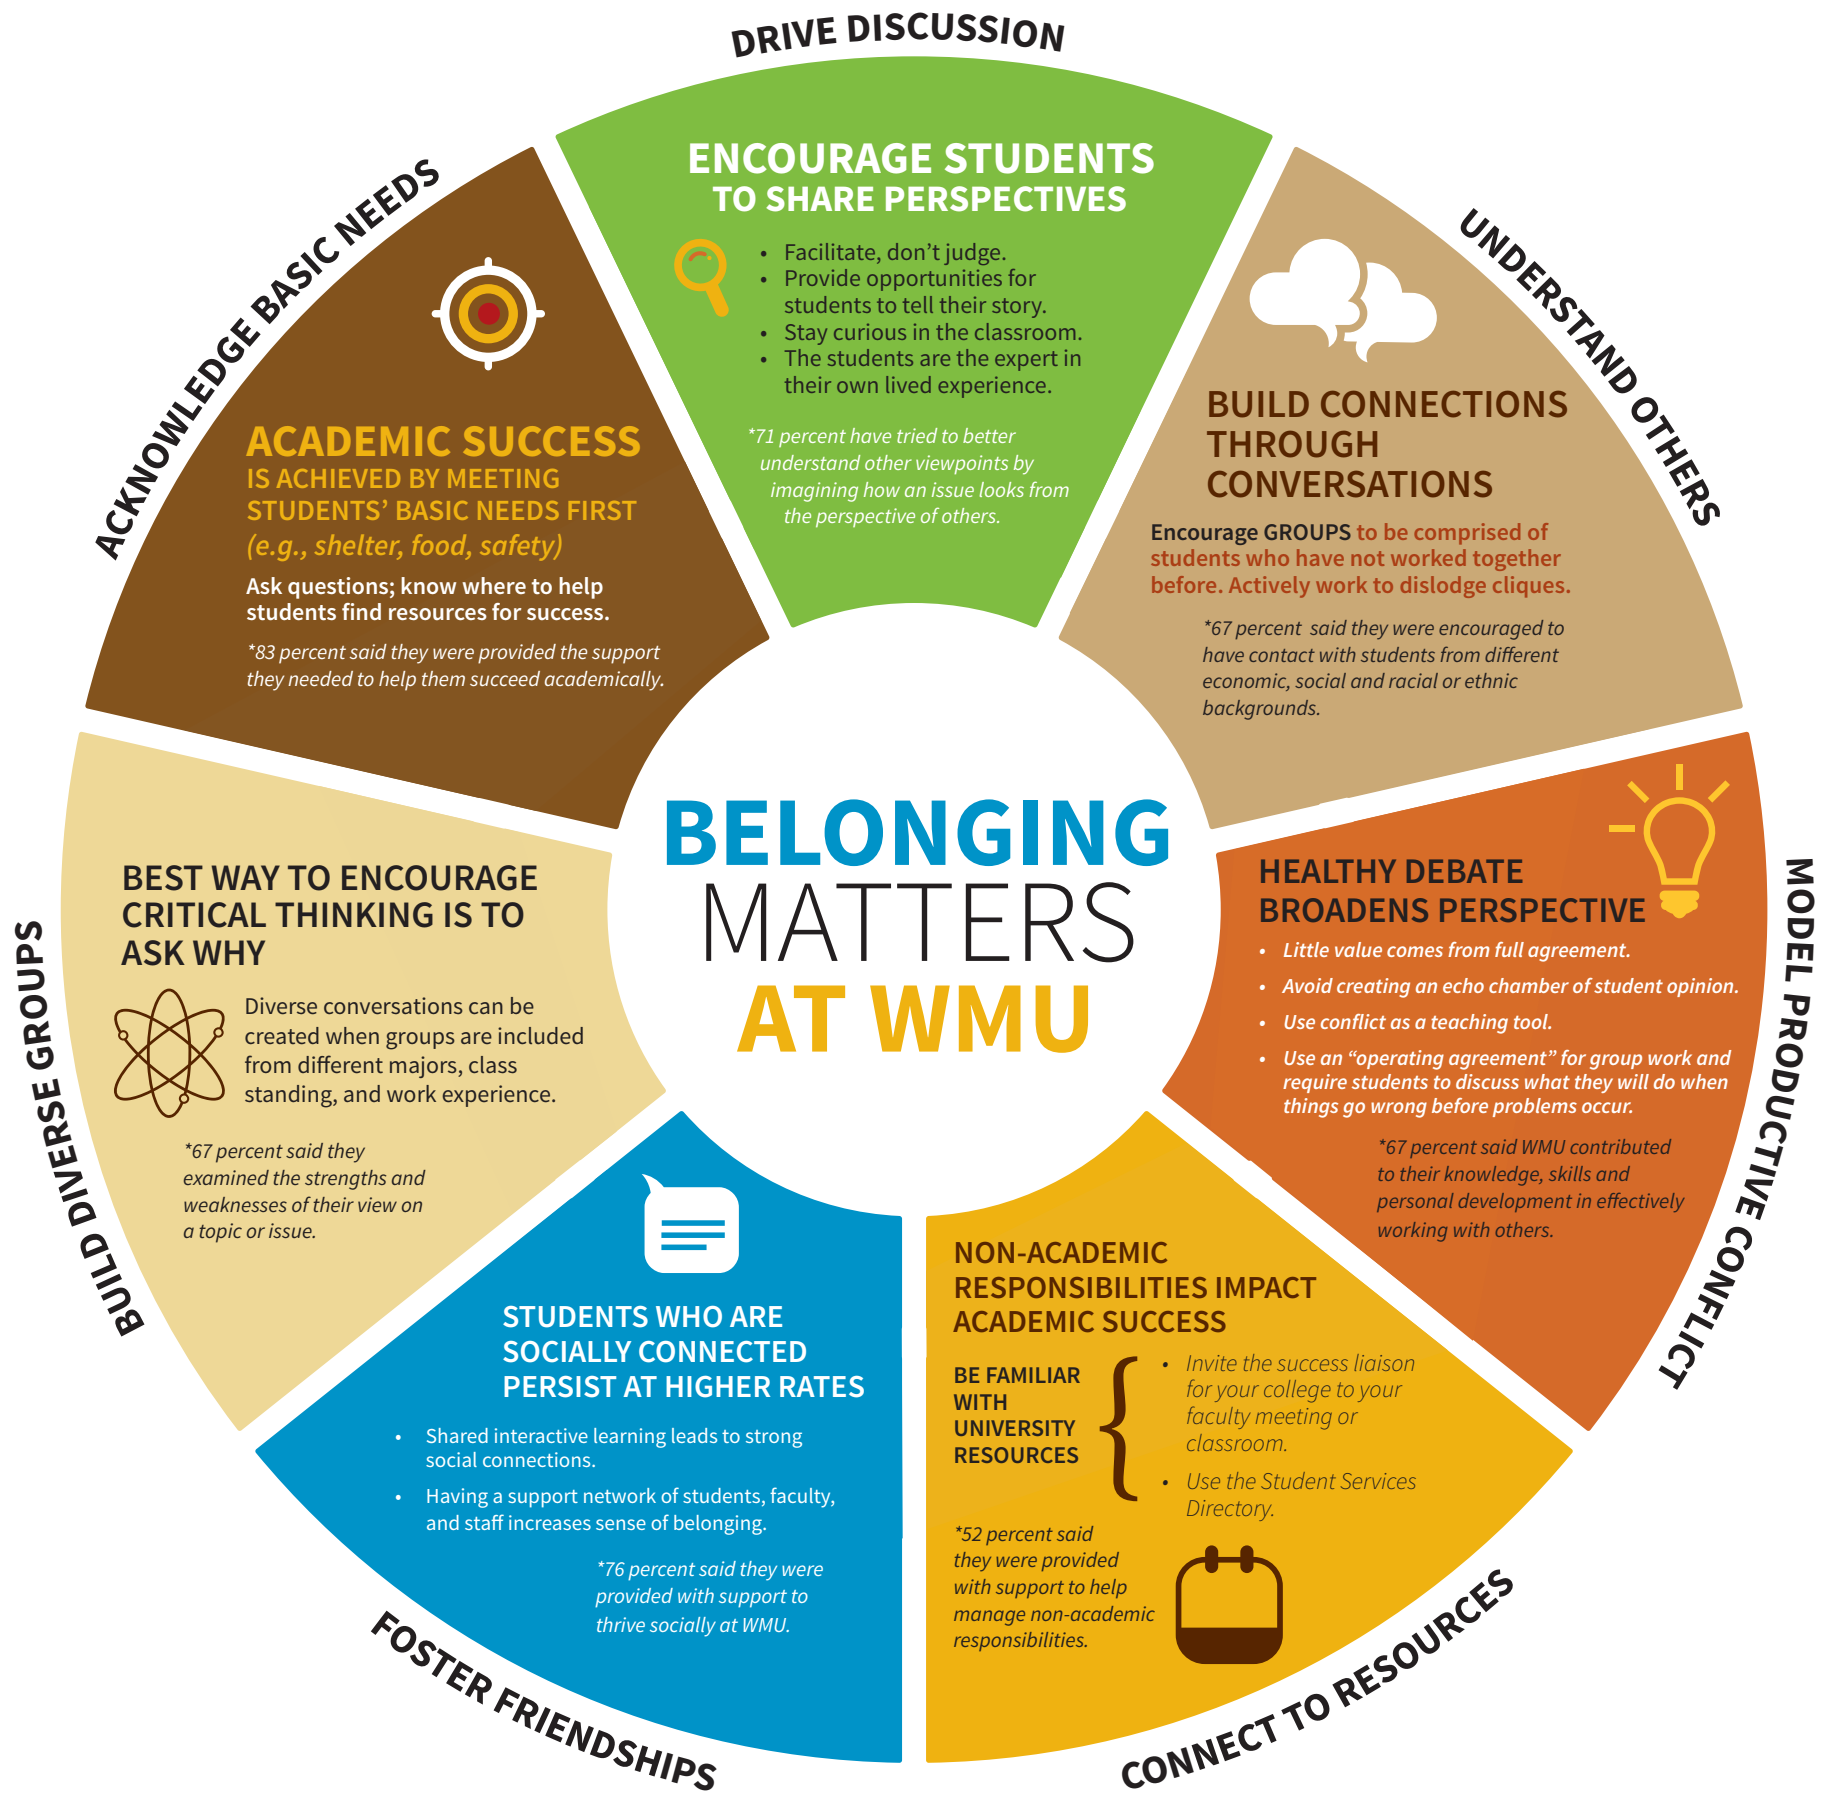 DRIVE DISCUSSION
ENCOURAGE STUDENTS
TO SHARE PERSPECTIVES
• Facilitate, don’t judge.
• Provide opportunities for
students to tell their story.
• Stay curious in the classroom.
• The students are the expert in
their own lived experience.
*71 percent have tried to better
understand other viewpoints by
imagining how an issue looks from
the perspective of others.
UNDERSTAND OTHERS
BUILD CONNECTIONS
THROUGH
CONVERSATIONS
Encourage GROUPS to be comprised of
students who have not worked together
before. Actively work to dislodge cliques.
*67 percent said they were encouraged to
have contact with students from different
economic, social and racial or ethnic
backgrounds.
MODEL PRODUCTIVE CONFLICT
HEALTHY DEBATE
BROADENS PERSPECTIVE
• Little value comes from full agreement.
• Avoid creating an echo chamber of student opinion.
• Use conflict as a teaching tool.
• Use an “operating agreement” for group work and
require students to discuss what they will do when
things go wrong before problems occur.
*67 percent said WMU contributed
to their knowledge, skills and
personal development in effectively
working with others.
CONNECT TO RESOURCES
NON-ACADEMIC
RESPONSIBILITIES IMPACT
ACADEMIC SUCCESS
BE FAMILIAR
WITH
UNIVERSITY
RESOURCES
• Invite the success liaison
for your college to your
faculty meeting or
classroom.
• Use the Student Services
Directory.
*52 percent said
they were provided
with support to help
manage non-academic
responsibilities.
FOSTER FRIENDSHIPS
STUDENTS WHO ARE
SOCIALLY CONNECTED
PERSIST AT HIGHER RATES
• Shared interactive learning leads to strong
social connections.
• Having a support network of students, faculty,
and staff increases sense of belonging.
*76 percent said they were
provided with support to
thrive socially at WMU.
BUILD DIVERSE GROUPS
BEST WAY TO ENCOURAGE
CRITICAL THINKING IS TO
ASK WHY
Diverse conversations can be
created when groups are included
from different majors, class
standing, and work experience.
*67 percent said they
examined the strengths and
weaknesses of their view on
a topic or issue.
ACKNOWLEDGE BASIC NEEDS
ACADEMIC SUCCESS
IS ACHIEVED BY MEETING
STUDENTS’ BASIC NEEDS FIRST
(e.g., shelter, food, safety)
Ask questions; know where to help
students find resources for success.
*83 percent said they were provided the support
they needed to help them succeed academically.
BELONGING
MATTERS
AT WMU